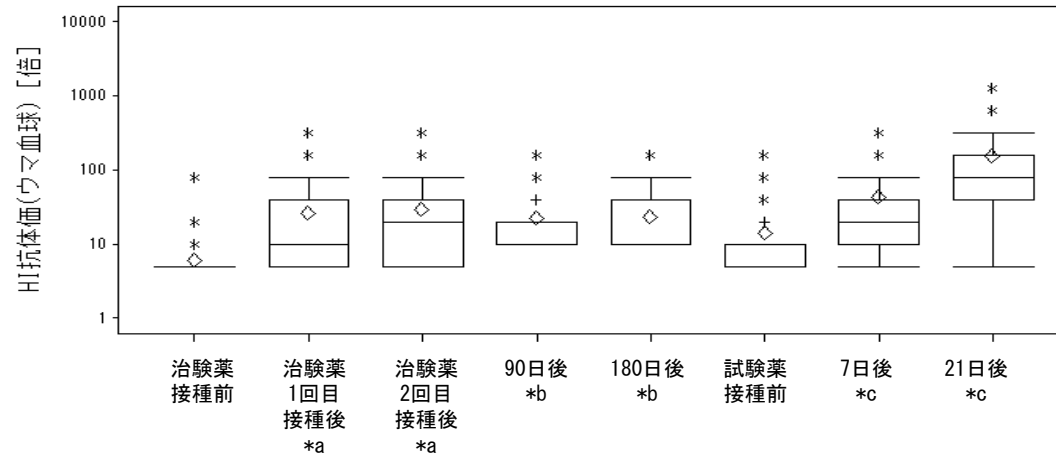 HI抗体価(ウマ血球) [倍]
10000
1000
100
10
1
治験薬
接種前
治験薬
1回目
接種後
*a
治験薬
2回目
接種後
*a
90日後
*b
180日後
*b
試験薬
接種前
7日後
*c
21日後
*c